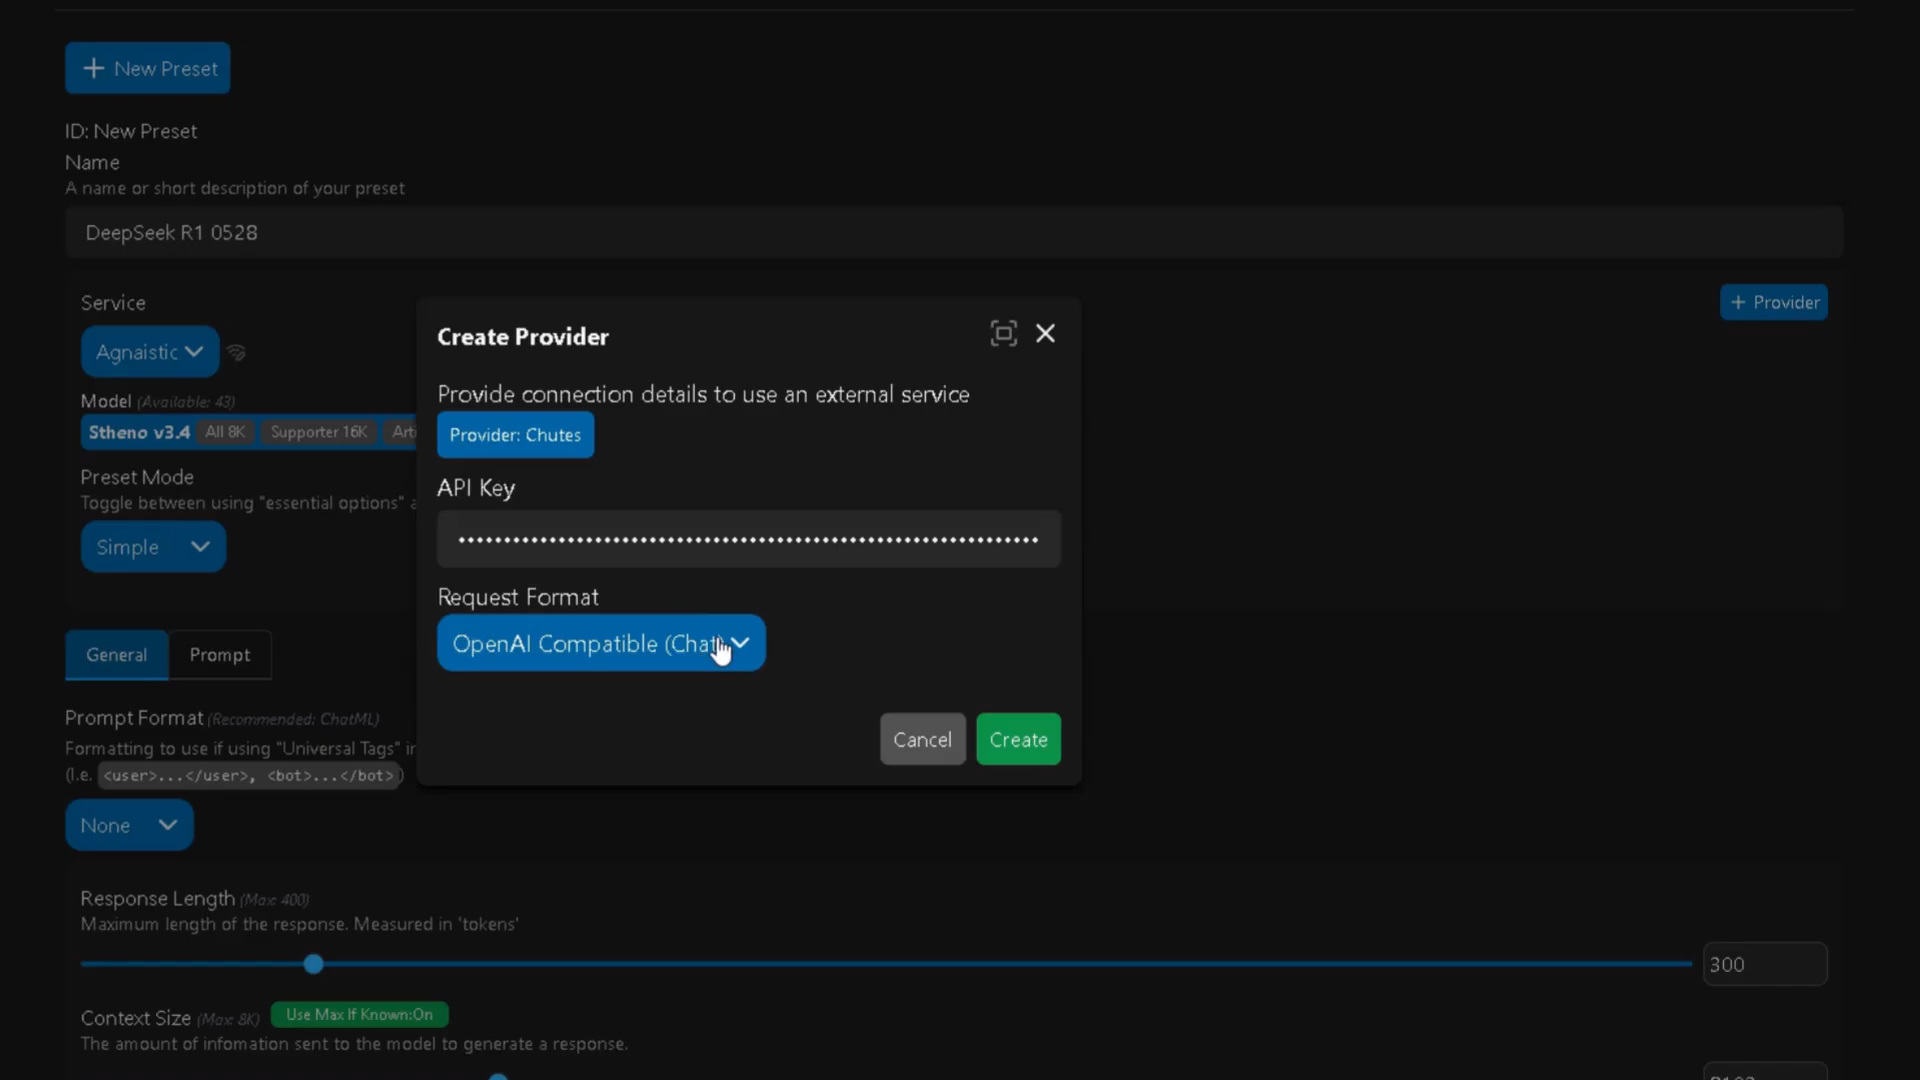 New Preset
ID: New Preset
Name
A name or short description of your preset
DeepSeek R1 0528
Service
Provider
Agnaistic
Model (Available: 43)
Stheno v3.4 All 8K Supporter 16K
Preset Mode
Toggle between using "essential options"
Simple
Create Provider
Provide connection details to use an external service
Provider: Chutes
API Key
Request Format
OpenAI Compatible (Chat
Cancel Create
General Prompt
Prompt Format (Recommended: ChatML)
Formatting to use if using "Universal Tags"
(I.e. <user>...</user>, <bot>...</bot>)
None
Response Length (Max: 400)
Maximum length of the response. Measured in 'tokens'
300
Context Size (Max: 8K) Use Max If Known:On
The amount of infomation sent to the model to generate a response.